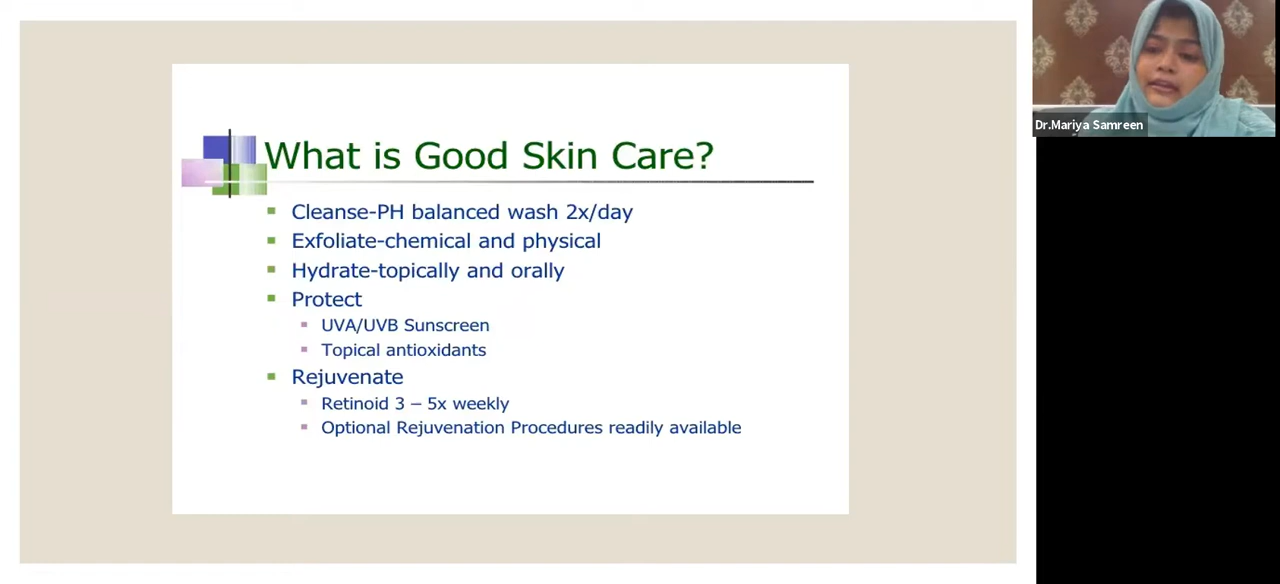 What is Good Skin Care?
Cleanse-PH balanced wash 2x/day
Exfoliate-chemical and physical
Hydrate-topically and orally
Protect
UVA/UVB Sunscreen
Topical antioxidants
Rejuvenate
Retinoid 3 – 5x weekly
Optional Rejuvenation Procedures readily available
Dr.Mariya Samreen